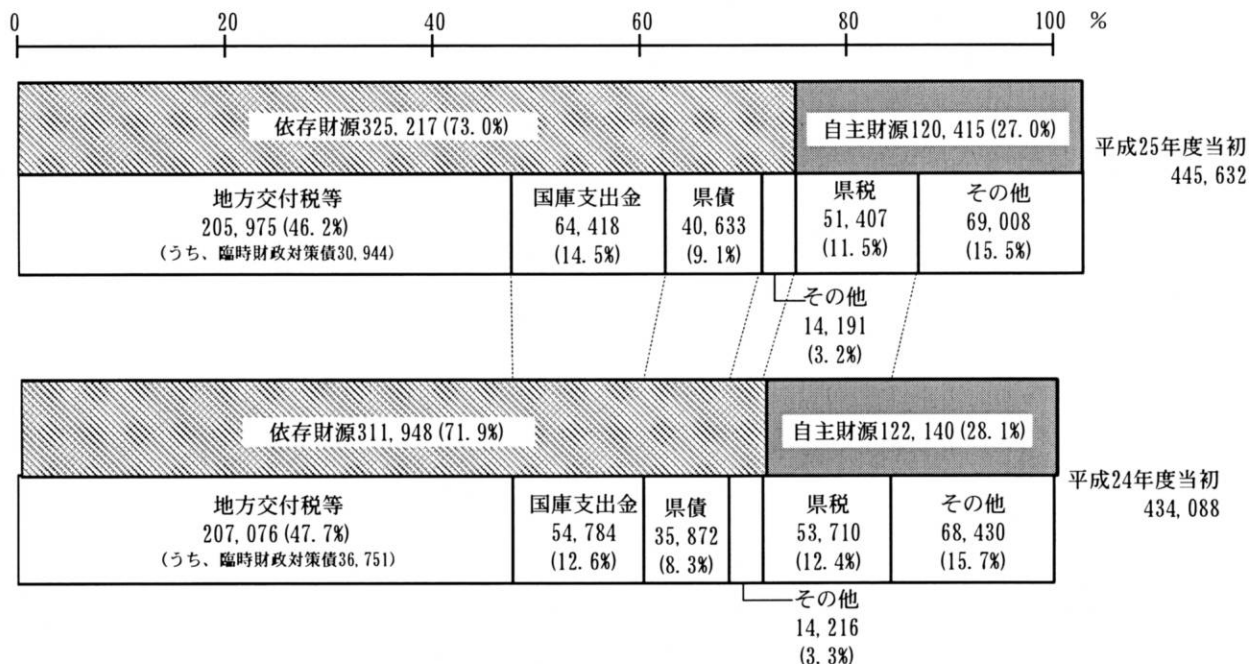 0 20 40 60 80 100 %
依存財源325,217(73.0%)
自主財源120,415(27.0%)
平成25年度当初
445,632
地方交付税等
205,975(46.2%)
(うち、臨時財政対策債30,944)
国庫支出金
64,418
(14.5%)
県債
40,633
(9.1%)
県税
51,407
(11.5%)
その他
69,008
(15.5%)
その他
14,191
(3.2%)
依存財源311,948(71.9%)
自主財源122,140(28.1%)
平成24年度当初
434,088
地方交付税等
207,076(47.7%)
(うち、臨時財政対策債36,751)
国庫支出金
54,784
(12.6%)
県債
35,872
(8.3%)
県税
53,710
(12.4%)
その他
68,430
(15.7%)
その他
14,216
(3.3%)